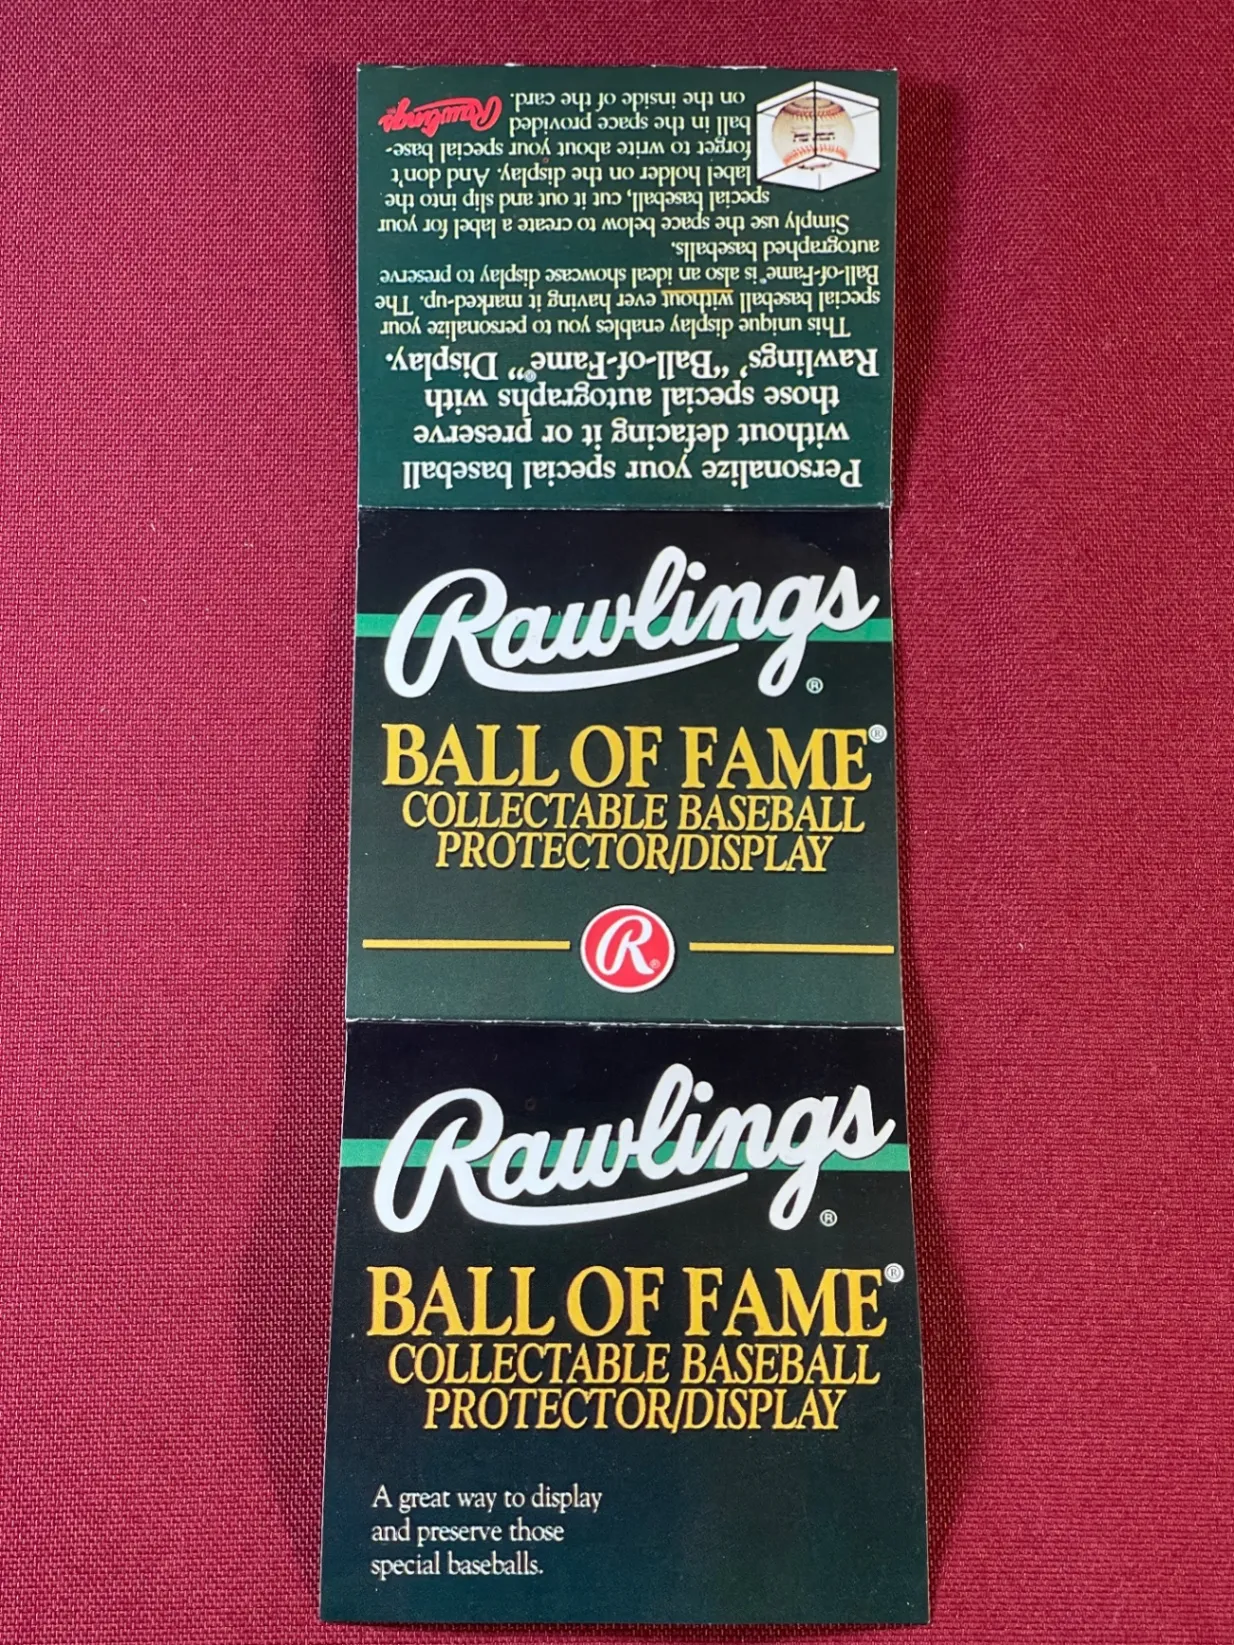 Personalize your special baseball
without defacing it or preserve
those special autographs with
Rawlings' "Ball-of-Fame®" Display.
This unique display enables you to personalize your
special baseball without ever having it marked-up. The
Ball-of-Fame® is also an ideal showcase display to preserve
autographed baseballs.
Simply use the space below to create a label for your
special baseball, cut it out and slip into the
label holder on the display. And don't
forget to write about your special base-
ball in the space provided
on the inside of the card.
Rawlings
Rawlings
®
BALL OF FAME®
COLLECTABLE BASEBALL
PROTECTOR/DISPLAY
R®
Rawlings
®
BALL OF FAME®
COLLECTABLE BASEBALL
PROTECTOR/DISPLAY
A great way to display
and preserve those
special baseballs.